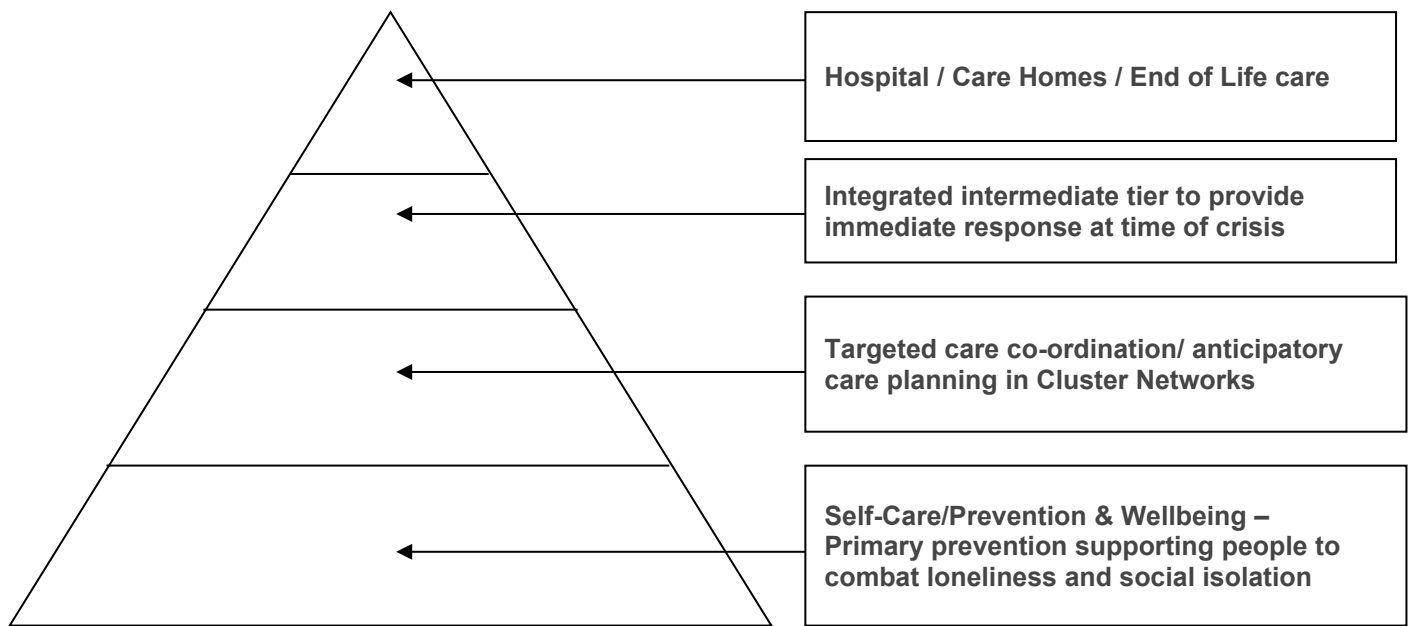 Hospital / Care Homes / End of Life care
Integrated intermediate tier to provide
immediate response at time of crisis
Targeted care co-ordination/ anticipatory
care planning in Cluster Networks
Self-Care/Prevention & Wellbeing –
Primary prevention supporting people to
combat loneliness and social isolation